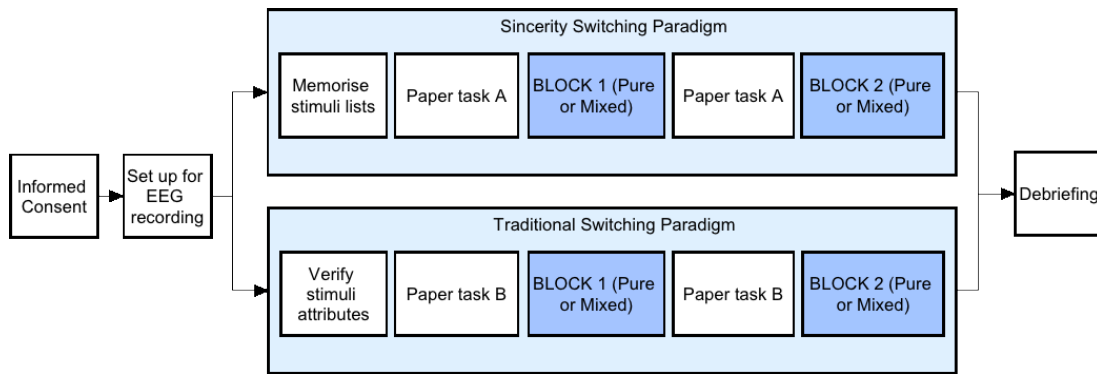 Sincerity Switching Paradigm
Memorise
stimuli lists
Paper task A
BLOCK 1 (Pure
or Mixed)
Paper task A
BLOCK 2 (Pure
or Mixed)
Informed
Consent
Set up for
EEG
recording
Debriefing
Traditional Switching Paradigm
Verify
stimuli
attributes
Paper task B
BLOCK 1 (Pure
or Mixed)
Paper task B
BLOCK 2 (Pure
or Mixed)